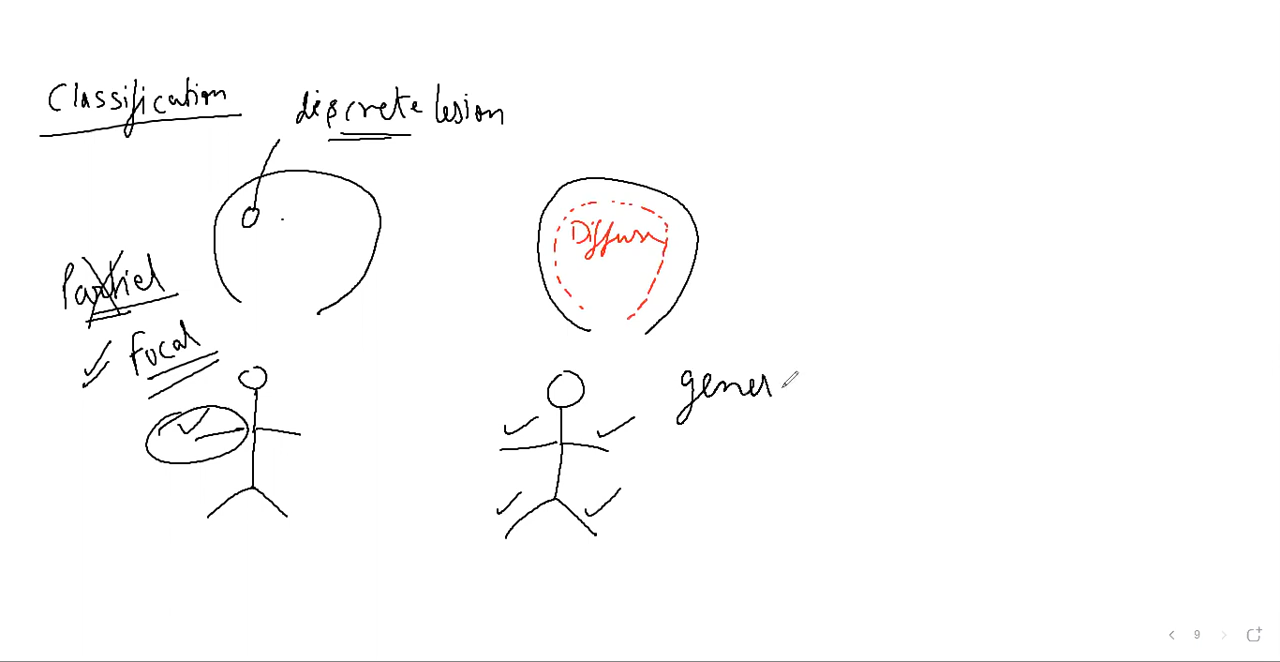 Classification
discrete lesion
Diffuse
Partial
Focal
gener
9